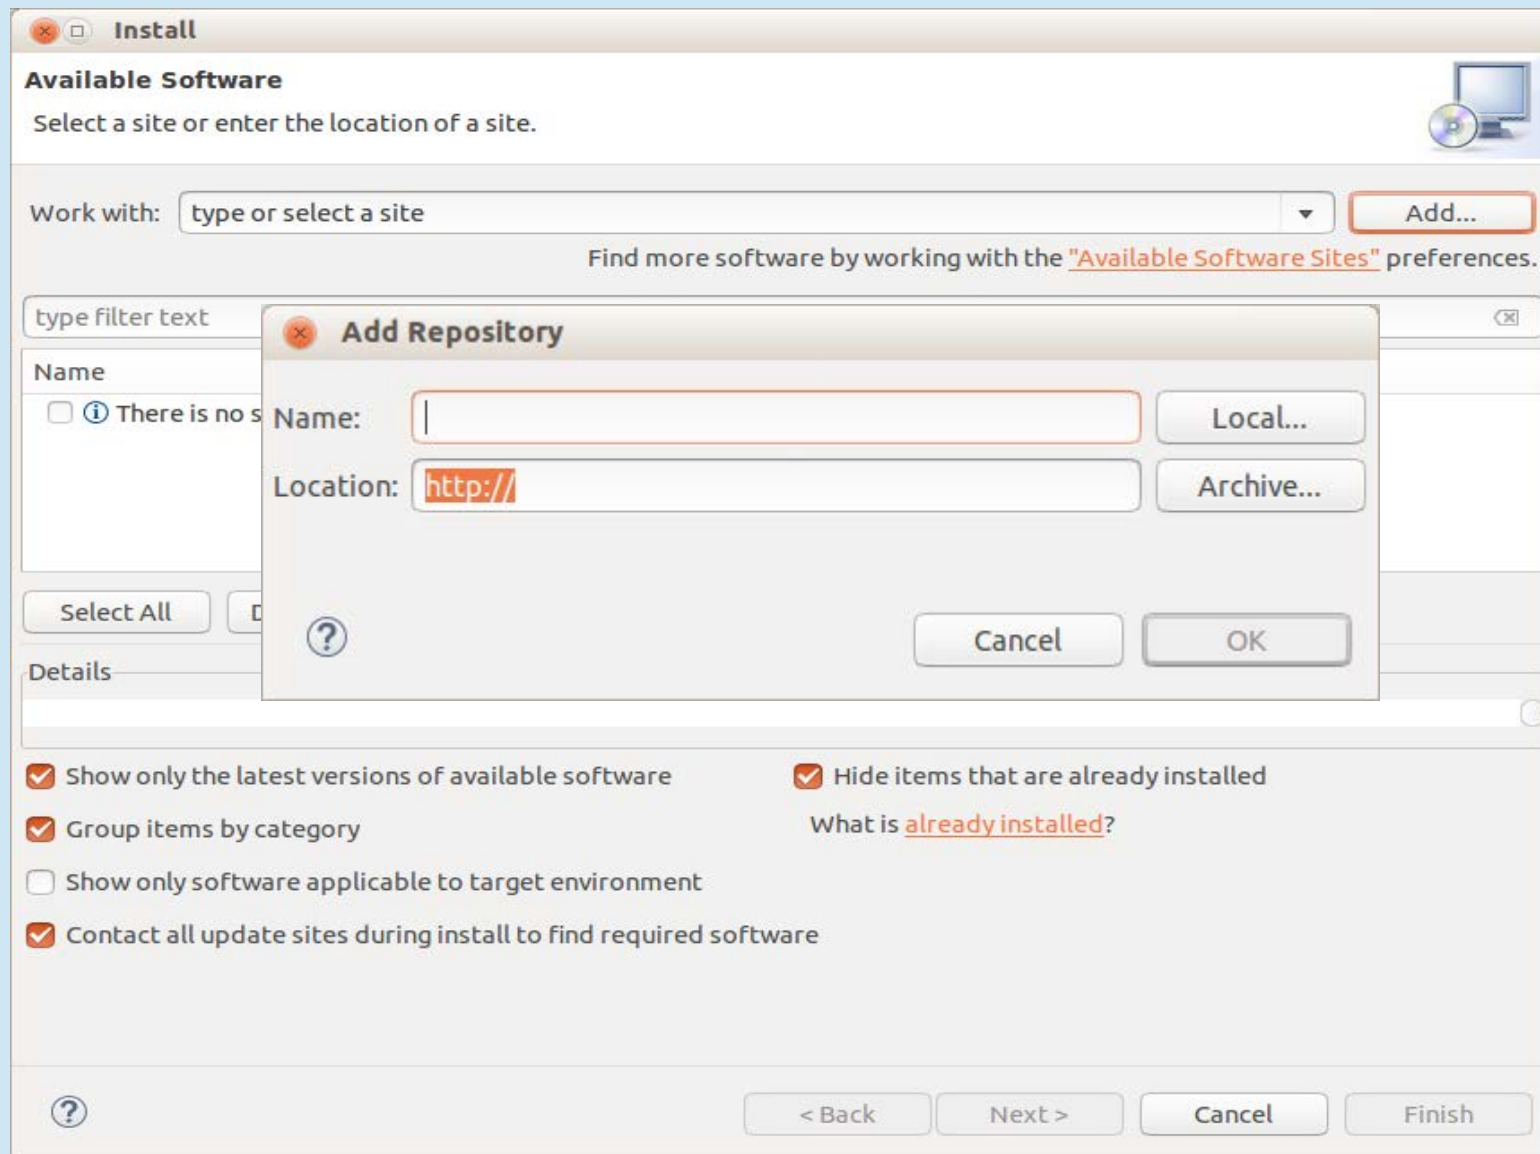 Install
Available Software
Select a site or enter the location of a site.
Work with: type or select a site Add...
Find more software by working with the "Available Software Sites" preferences.
type filter text
Add Repository
Name
There is no s
Name: Local...
Location: http:// Archive...
Select All D
Cancel OK
Details
Show only the latest versions of available software Hide items that are already installed
Group items by category What is already installed?
Show only software applicable to target environment
Contact all update sites during install to find required software
< Back Next > Cancel Finish